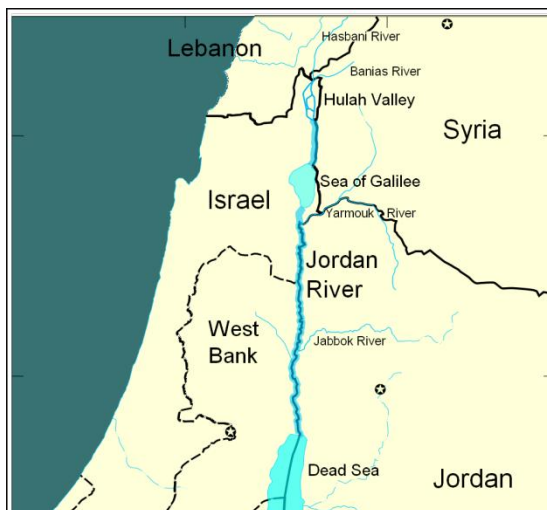 Hasbani River
Lebanon
Banias River
Hulah Valley
Syria
Sea of Galilee
Israel
Yarmouk River
Jordan
River
West
Bank
Jabbok River
Dead Sea
Jordan